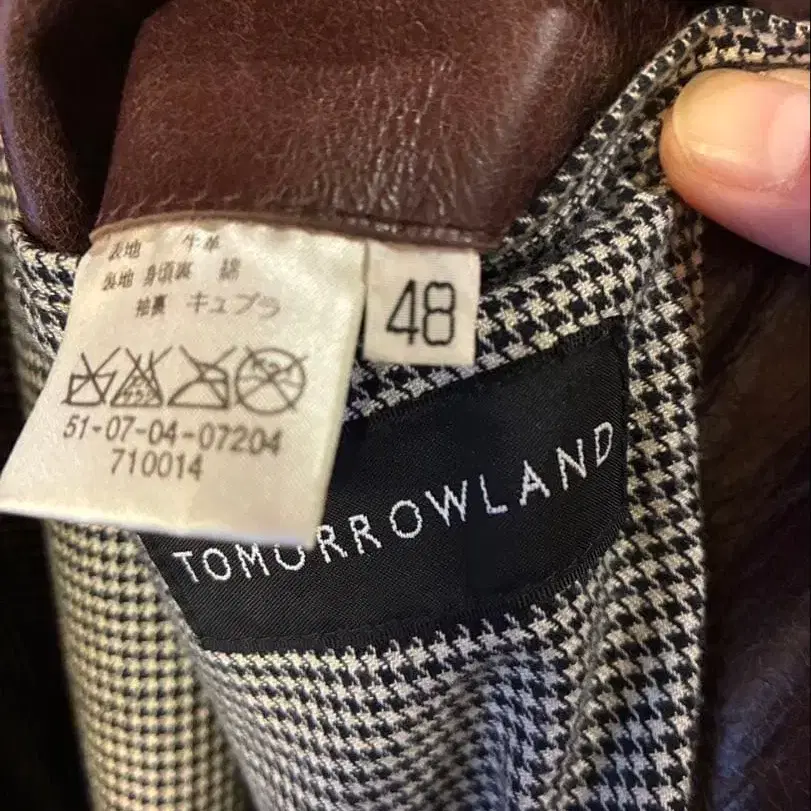 表地 牛革
裏地 身頃裏 綿
袖裏 キュプラ
48
51-07-04-07204
710014
TOMORROWLAND